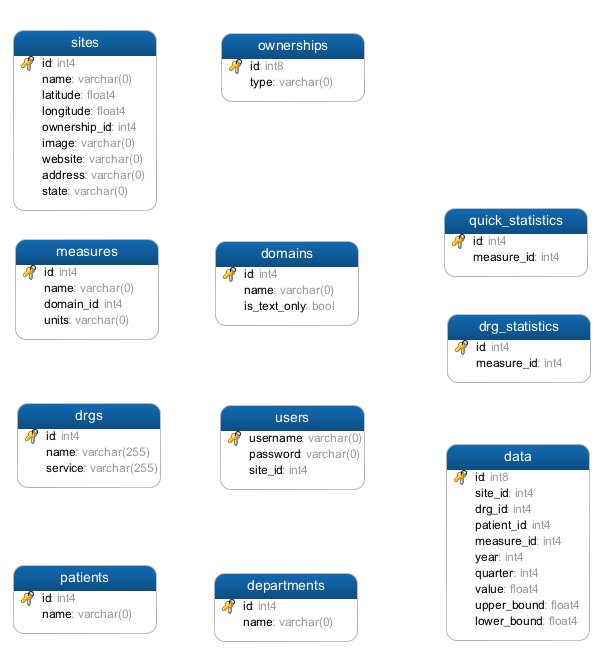 sites
id: int4
name: varchar(0)
latitude: float4
longitude: float4
ownership_id: int4
image: varchar(0)
website: varchar(0)
address: varchar(0)
state: varchar(0)
ownerships
id: int8
type: varchar(0)
quick_statistics
id: int4
measure_id: int4
measures
id: int4
name: varchar(0)
domain_id: int4
units: varchar(0)
domains
id: int4
name: varchar(0)
is_text_only: bool
drg_statistics
id: int4
measure_id: int4
drgs
id: int4
name: varchar(255)
service: varchar(255)
users
username: varchar(0)
password: varchar(0)
site_id: int4
data
id: int8
site_id: int4
drg_id: int4
patient_id: int4
measure_id: int4
year: int4
quarter: int4
value: float4
upper_bound: float4
lower_bound: float4
patients
id: int4
name: varchar(0)
departments
id: int4
name: varchar(0)